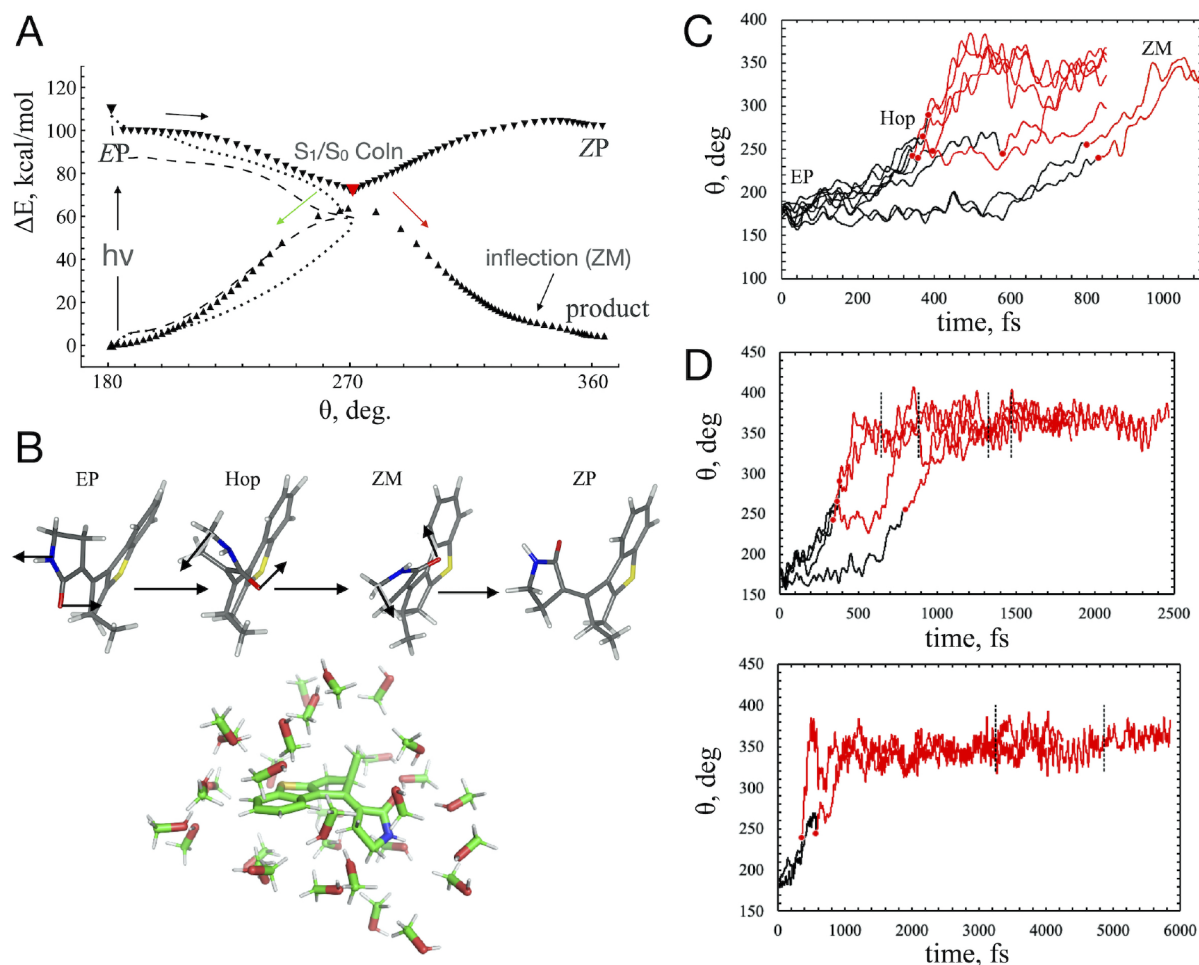 A
ΔE, kcal/mol
120
100
80
60
40
20
0
EP
hν
S1/S0 CoIn
ZP
inflection (ZM)
product
180
270
360
θ, deg.
B
EP
Hop
ZM
ZP
C
θ, deg
400
350
300
250
200
150
100
EP
Hop
ZM
0
200
400
600
800
1000
time, fs
D
θ, deg
450
400
350
300
250
200
150
0
500
1000
1500
2000
2500
time, fs
θ, deg
450
400
350
300
250
200
150
0
1000
2000
3000
4000
5000
6000
time, fs